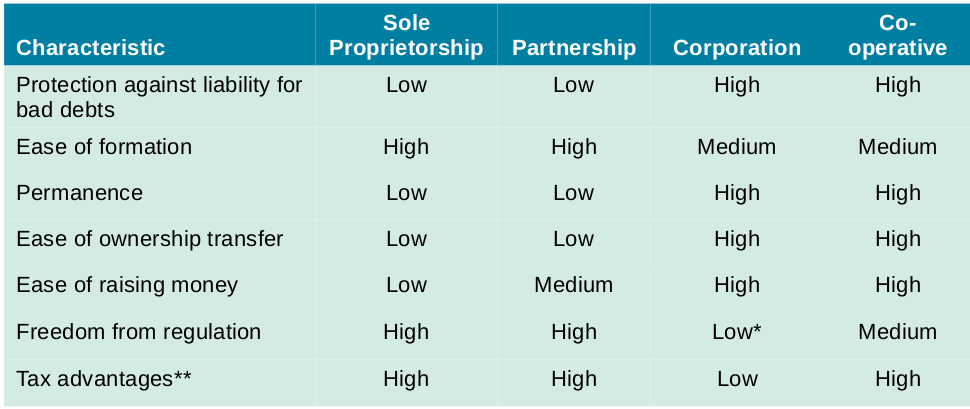 Characteristic Sole Proprietorship Partnership Corporation Co-operative
Protection against liability for bad debts Low Low High High
Ease of formation High High Medium Medium
Permanence Low Low High High
Ease of ownership transfer Low Low High High
Ease of raising money Low Medium High High
Freedom from regulation High High Low* Medium
Tax advantages** High High Low High